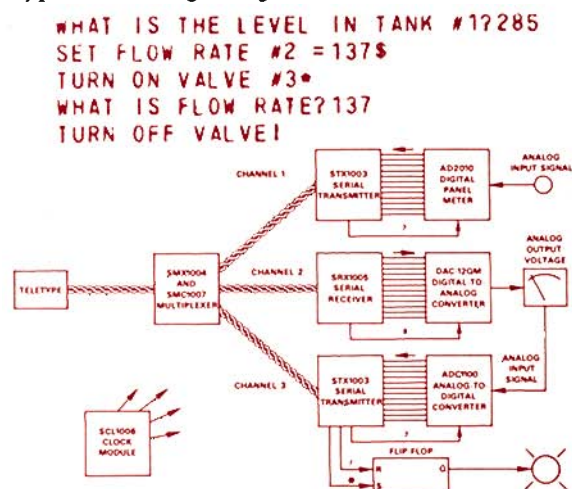 WHAT IS THE LEVEL IN TANK #1?285
SET FLOW RATE #2 =137$
TURN ON VALVE #3*
WHAT IS FLOW RATE?137
TURN OFF VALVE!
CHANNEL 1
STX1003
SERIAL
TRANSMITTER
AD2010
DIGITAL
PANEL
METER
ANALOG
INPUT SIGNAL
?
TELETYPE
SMX1004
AND
SMC1007
MULTIPLEXER
CHANNEL 2
SRX1005
SERIAL
RECEIVER
DAC 12QM
DIGITAL TO
ANALOG
CONVERTER
ANALOG
OUTPUT
VOLTAGE
CHANNEL 3
STX1003
SERIAL
TRANSMITTER
ADC1100
ANALOG TO
DIGITAL
CONVERTER
ANALOG
INPUT
SIGNAL
?
SCL1006
CLOCK
MODULE
FLIP FLOP
R
S
Q